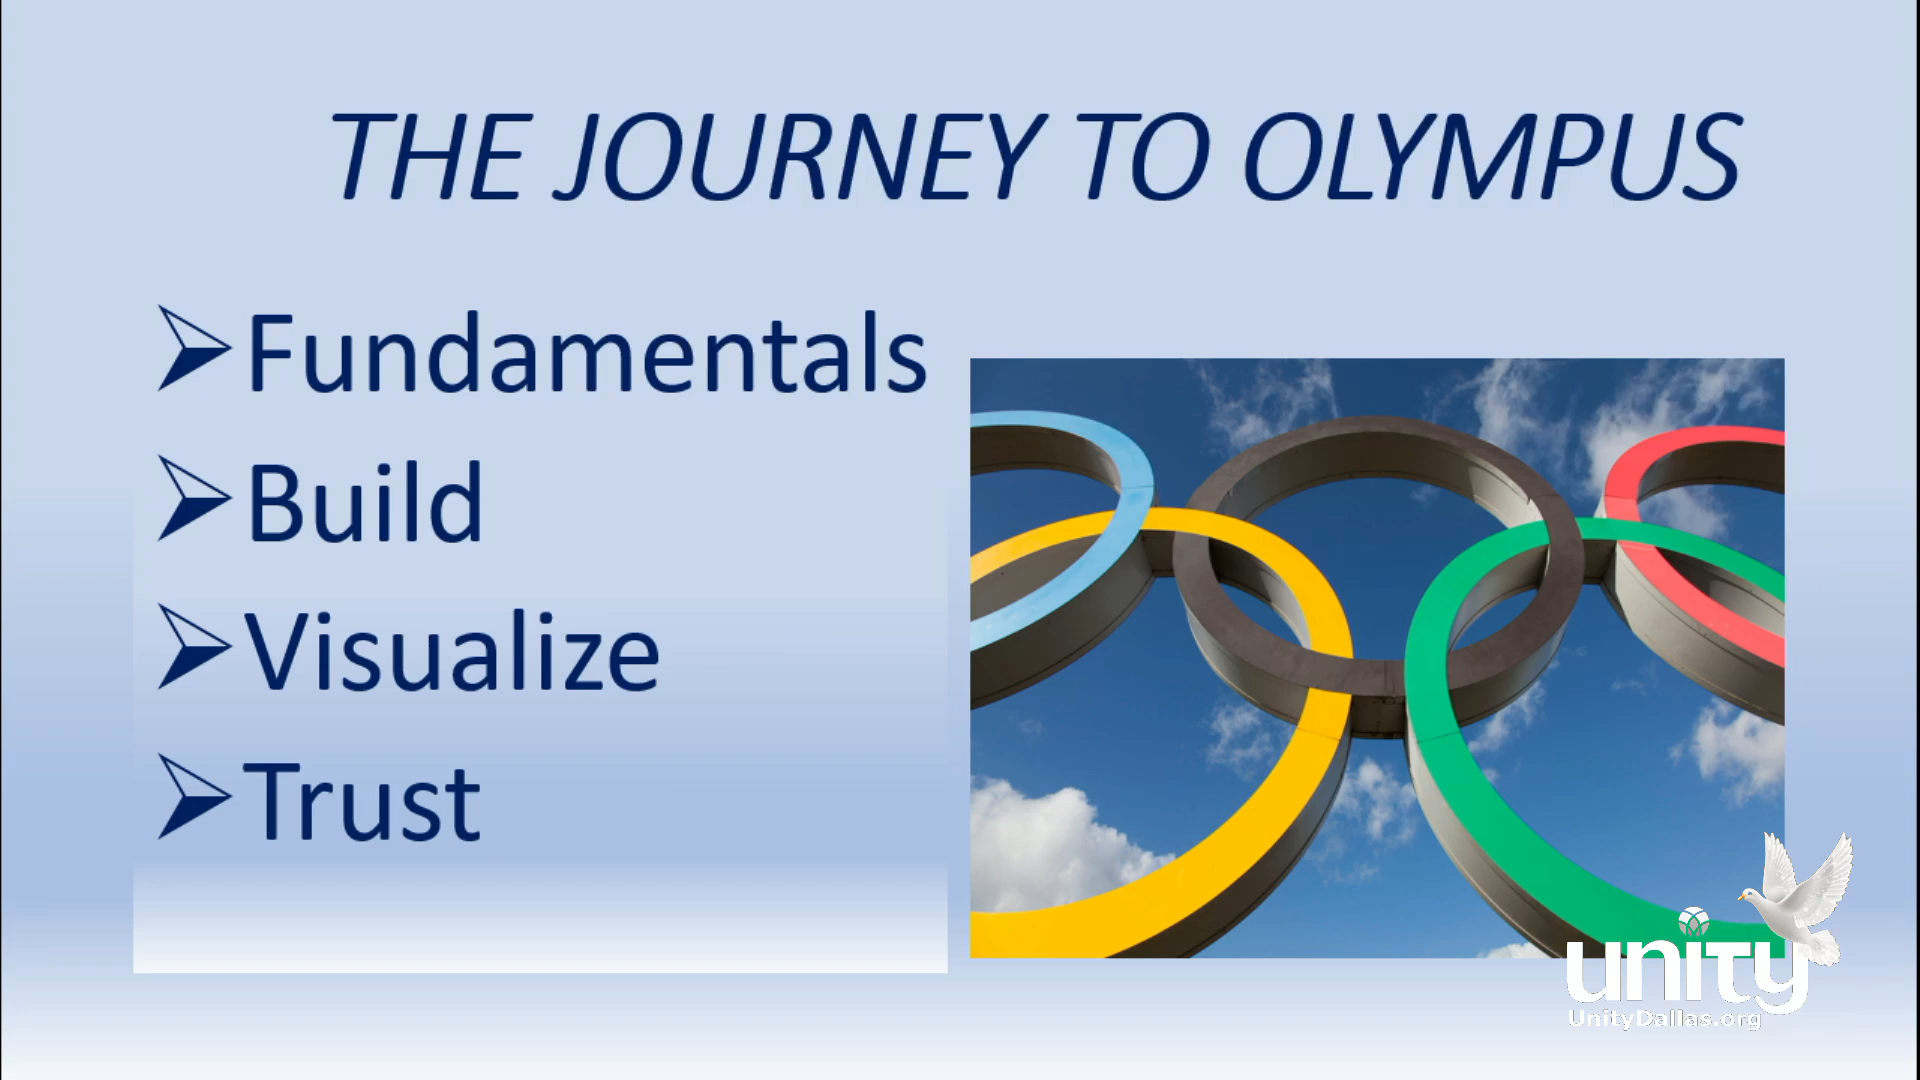 THE JOURNEY TO OLYMPUS
Fundamentals
Build
Visualize
Trust
unity
UnityDallas.org